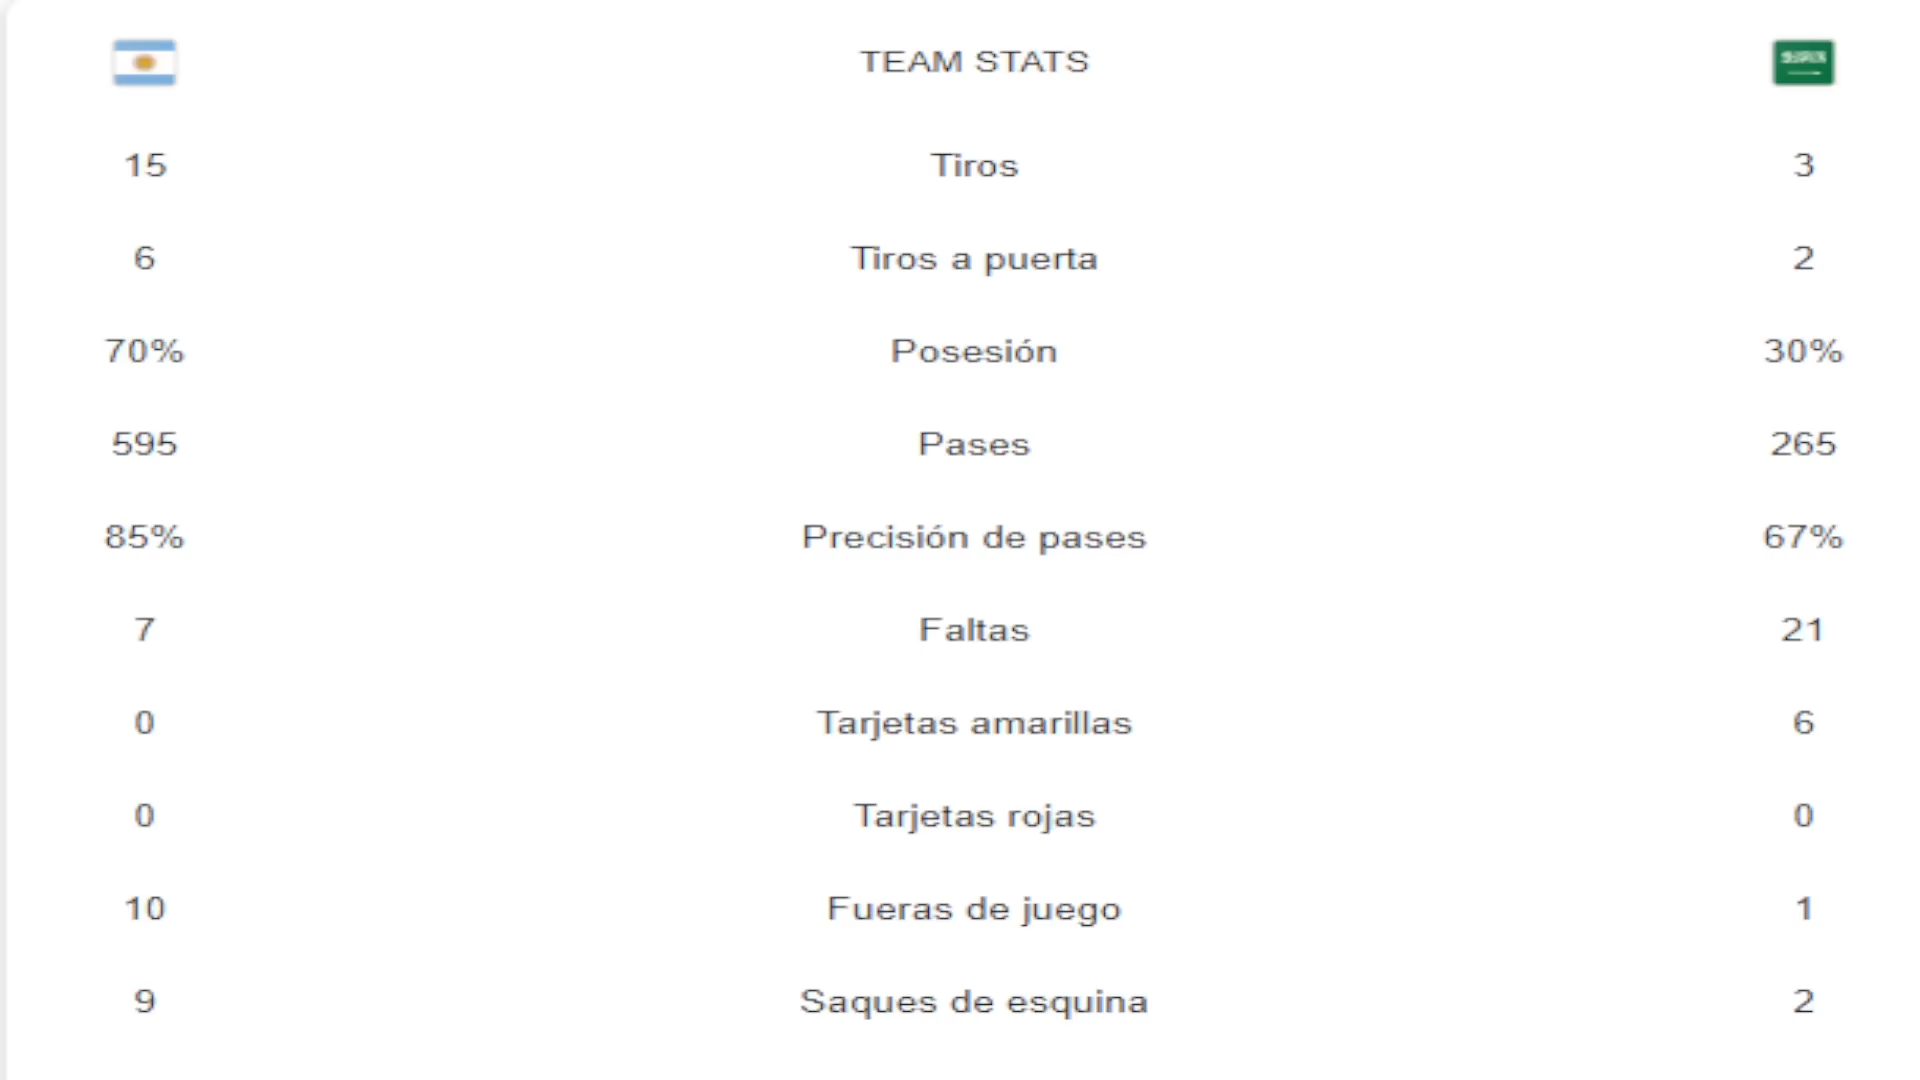 TEAM STATS
15 Tiros 3
6 Tiros a puerta 2
70% Posesión 30%
595 Pases 265
85% Precisión de pases 67%
7 Faltas 21
0 Tarjetas amarillas 6
0 Tarjetas rojas 0
10 Fueras de juego 1
9 Saques de esquina 2